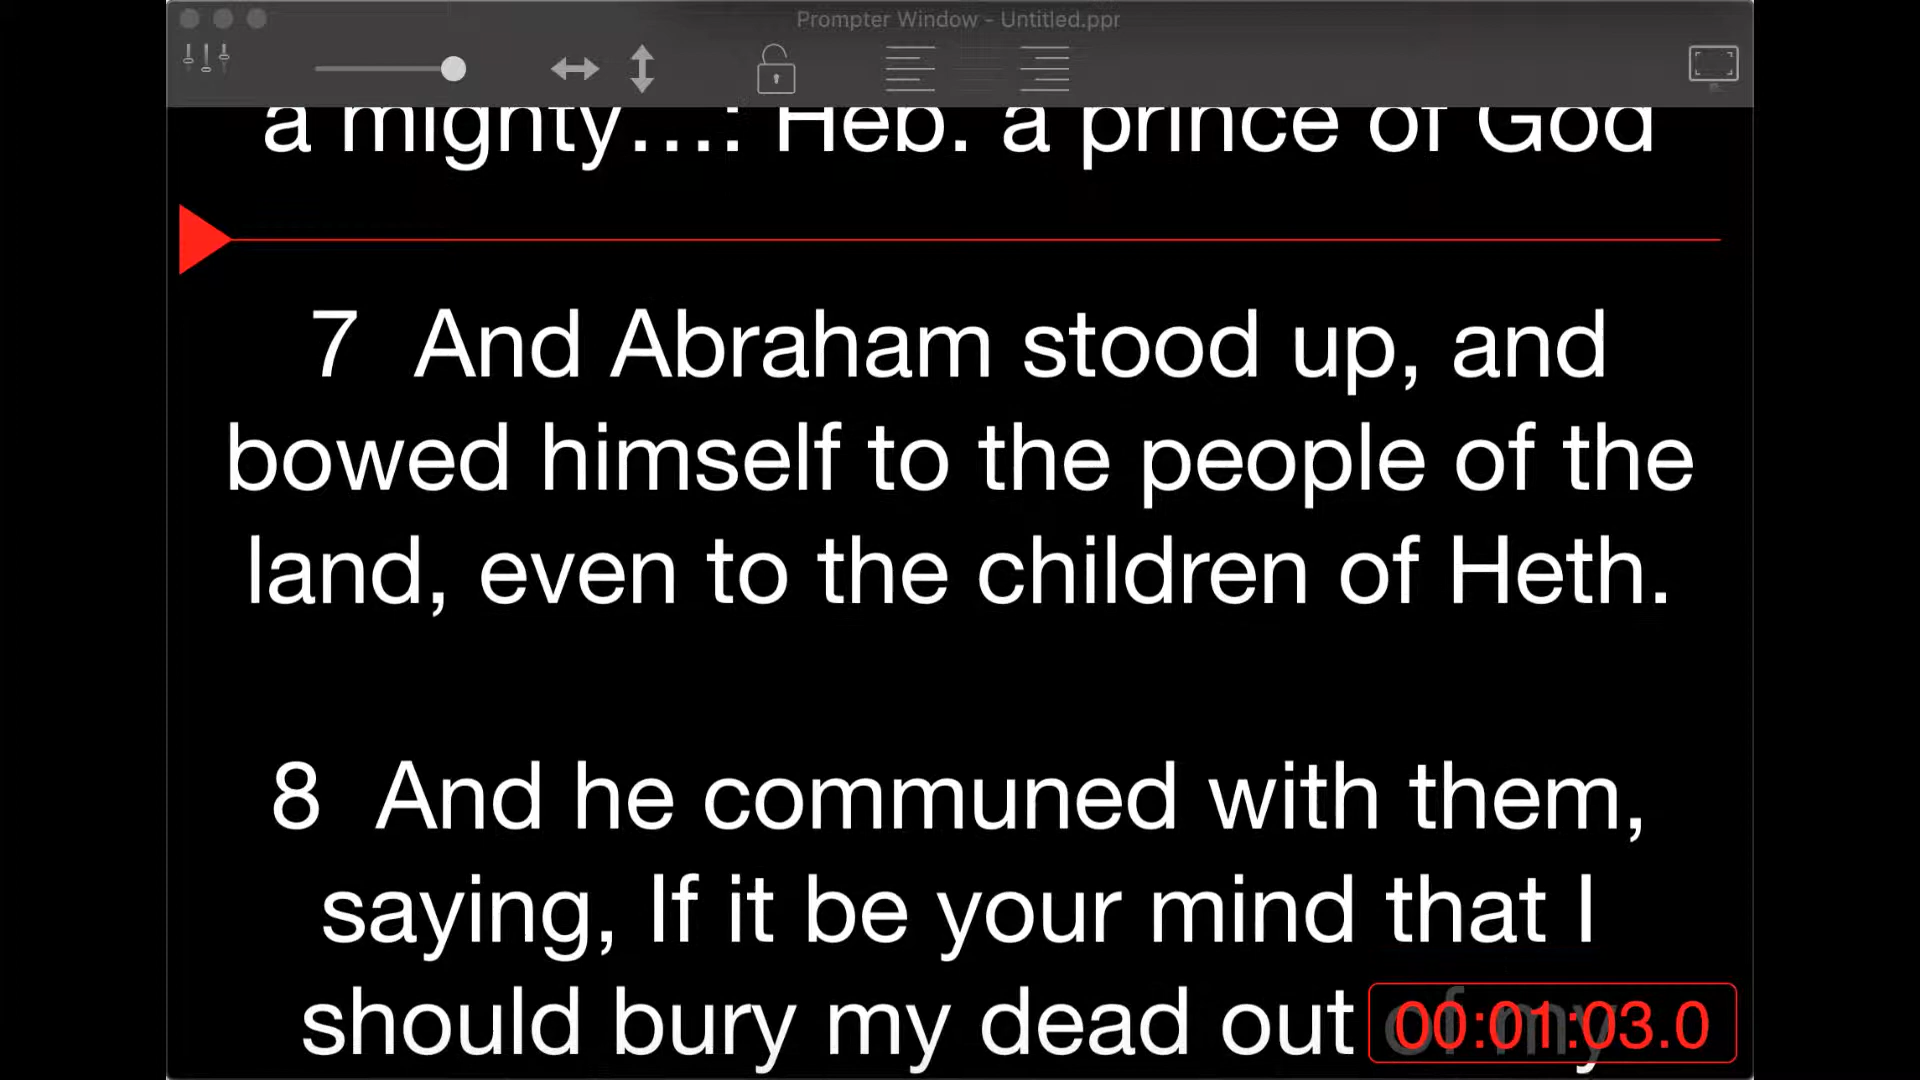 Prompter Window - Untitled.ppr
a mighty...: Heb. a prince of God
7 And Abraham stood up, and
bowed himself to the people of the
land, even to the children of Heth.
8 And he communed with them,
saying, If it be your mind that I
should bury my dead out of my
00:01:03.0